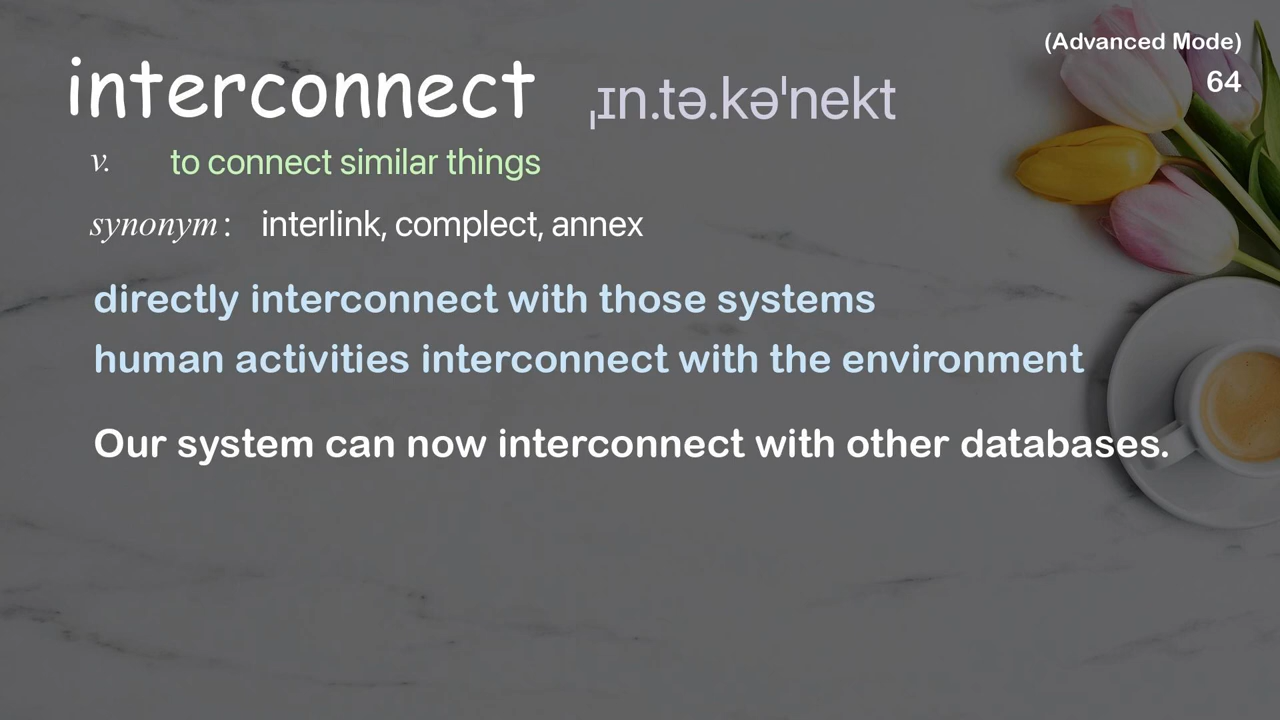 (Advanced Mode)
64
interconnect ˌɪn.tə.kəˈnekt
v. to connect similar things
synonym: interlink, complect, annex
directly interconnect with those systems
human activities interconnect with the environment
Our system can now interconnect with other databases.